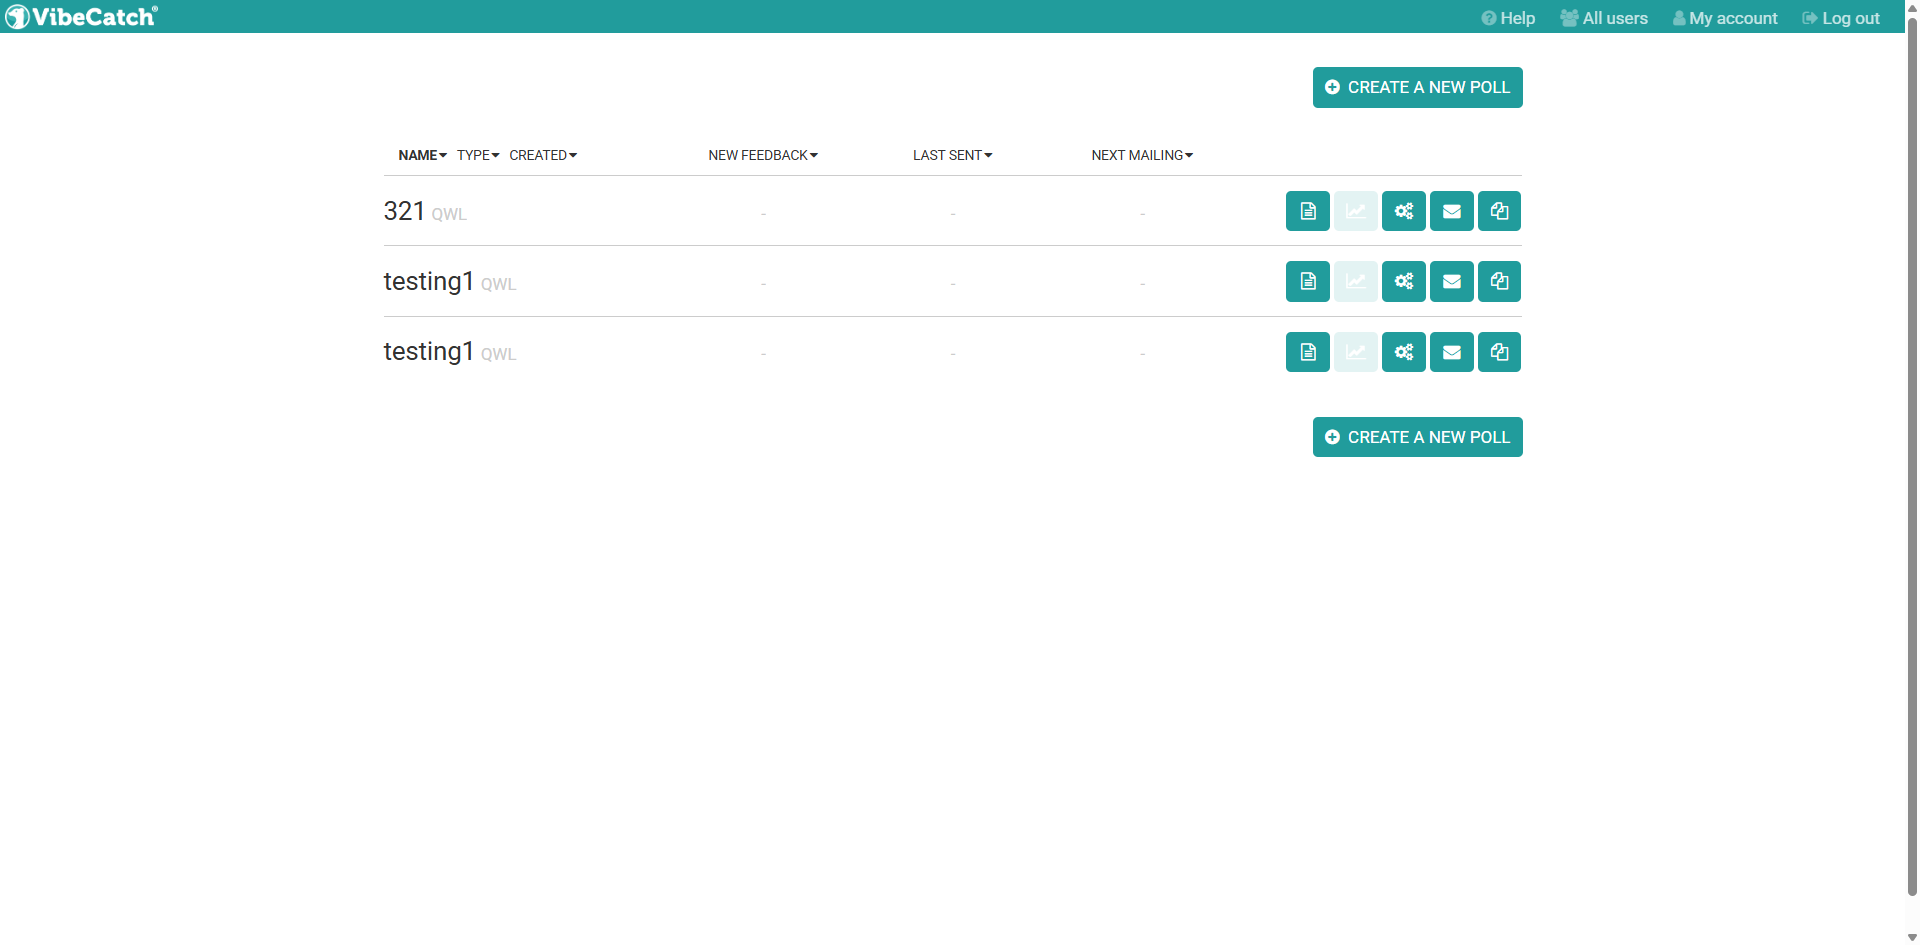 VibeCatch®
Help All users My account Log out
CREATE A NEW POLL
NAME TYPE CREATED NEW FEEDBACK LAST SENT NEXT MAILING
321 QWL - - -
testing1 QWL - - -
testing1 QWL - - -
CREATE A NEW POLL